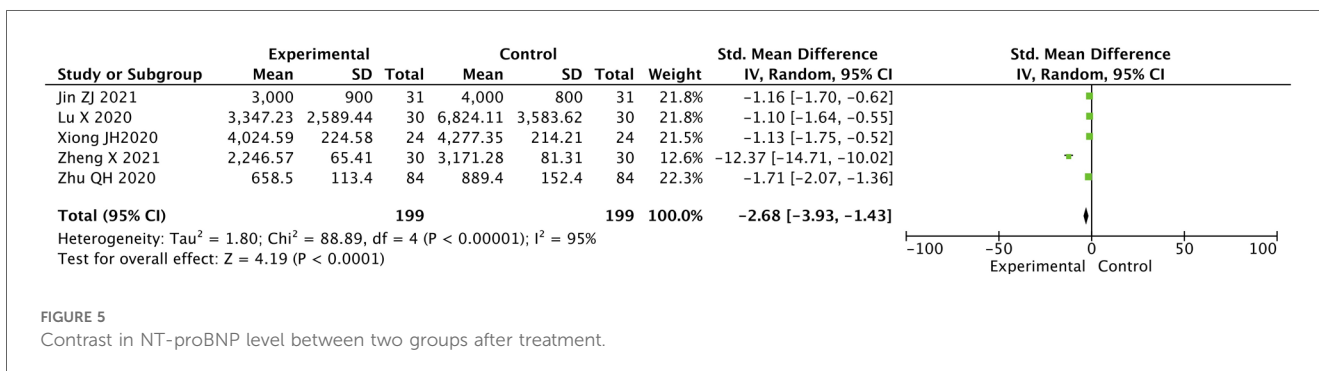 Experimental Control Std. Mean Difference Std. Mean Difference
Study or Subgroup Mean SD Total Mean SD Total Weight IV, Random, 95% CI IV, Random, 95% CI
Jin ZJ 2021 3,000 900 31 4,000 800 31 21.8% -1.16 [-1.70, -0.62]
Lu X 2020 3,347.23 2,589.44 30 6,824.11 3,583.62 30 21.8% -1.10 [-1.64, -0.55]
Xiong JH2020 4,024.59 224.58 24 4,277.35 214.21 24 21.5% -1.13 [-1.75, -0.52]
Zheng X 2021 2,246.57 65.41 30 3,171.28 81.31 30 12.6% -12.37 [-14.71, -10.02]
Zhu QH 2020 658.5 113.4 84 889.4 152.4 84 22.3% -1.71 [-2.07, -1.36]
Total (95% CI) 199 199 100.0% -2.68 [-3.93, -1.43]
Heterogeneity: Tau² = 1.80; Chi² = 88.89, df = 4 (P < 0.00001); I² = 95%
Test for overall effect: Z = 4.19 (P < 0.0001)
-100 -50 0 50 100
Experimental Control
FIGURE 5
Contrast in NT-proBNP level between two groups after treatment.